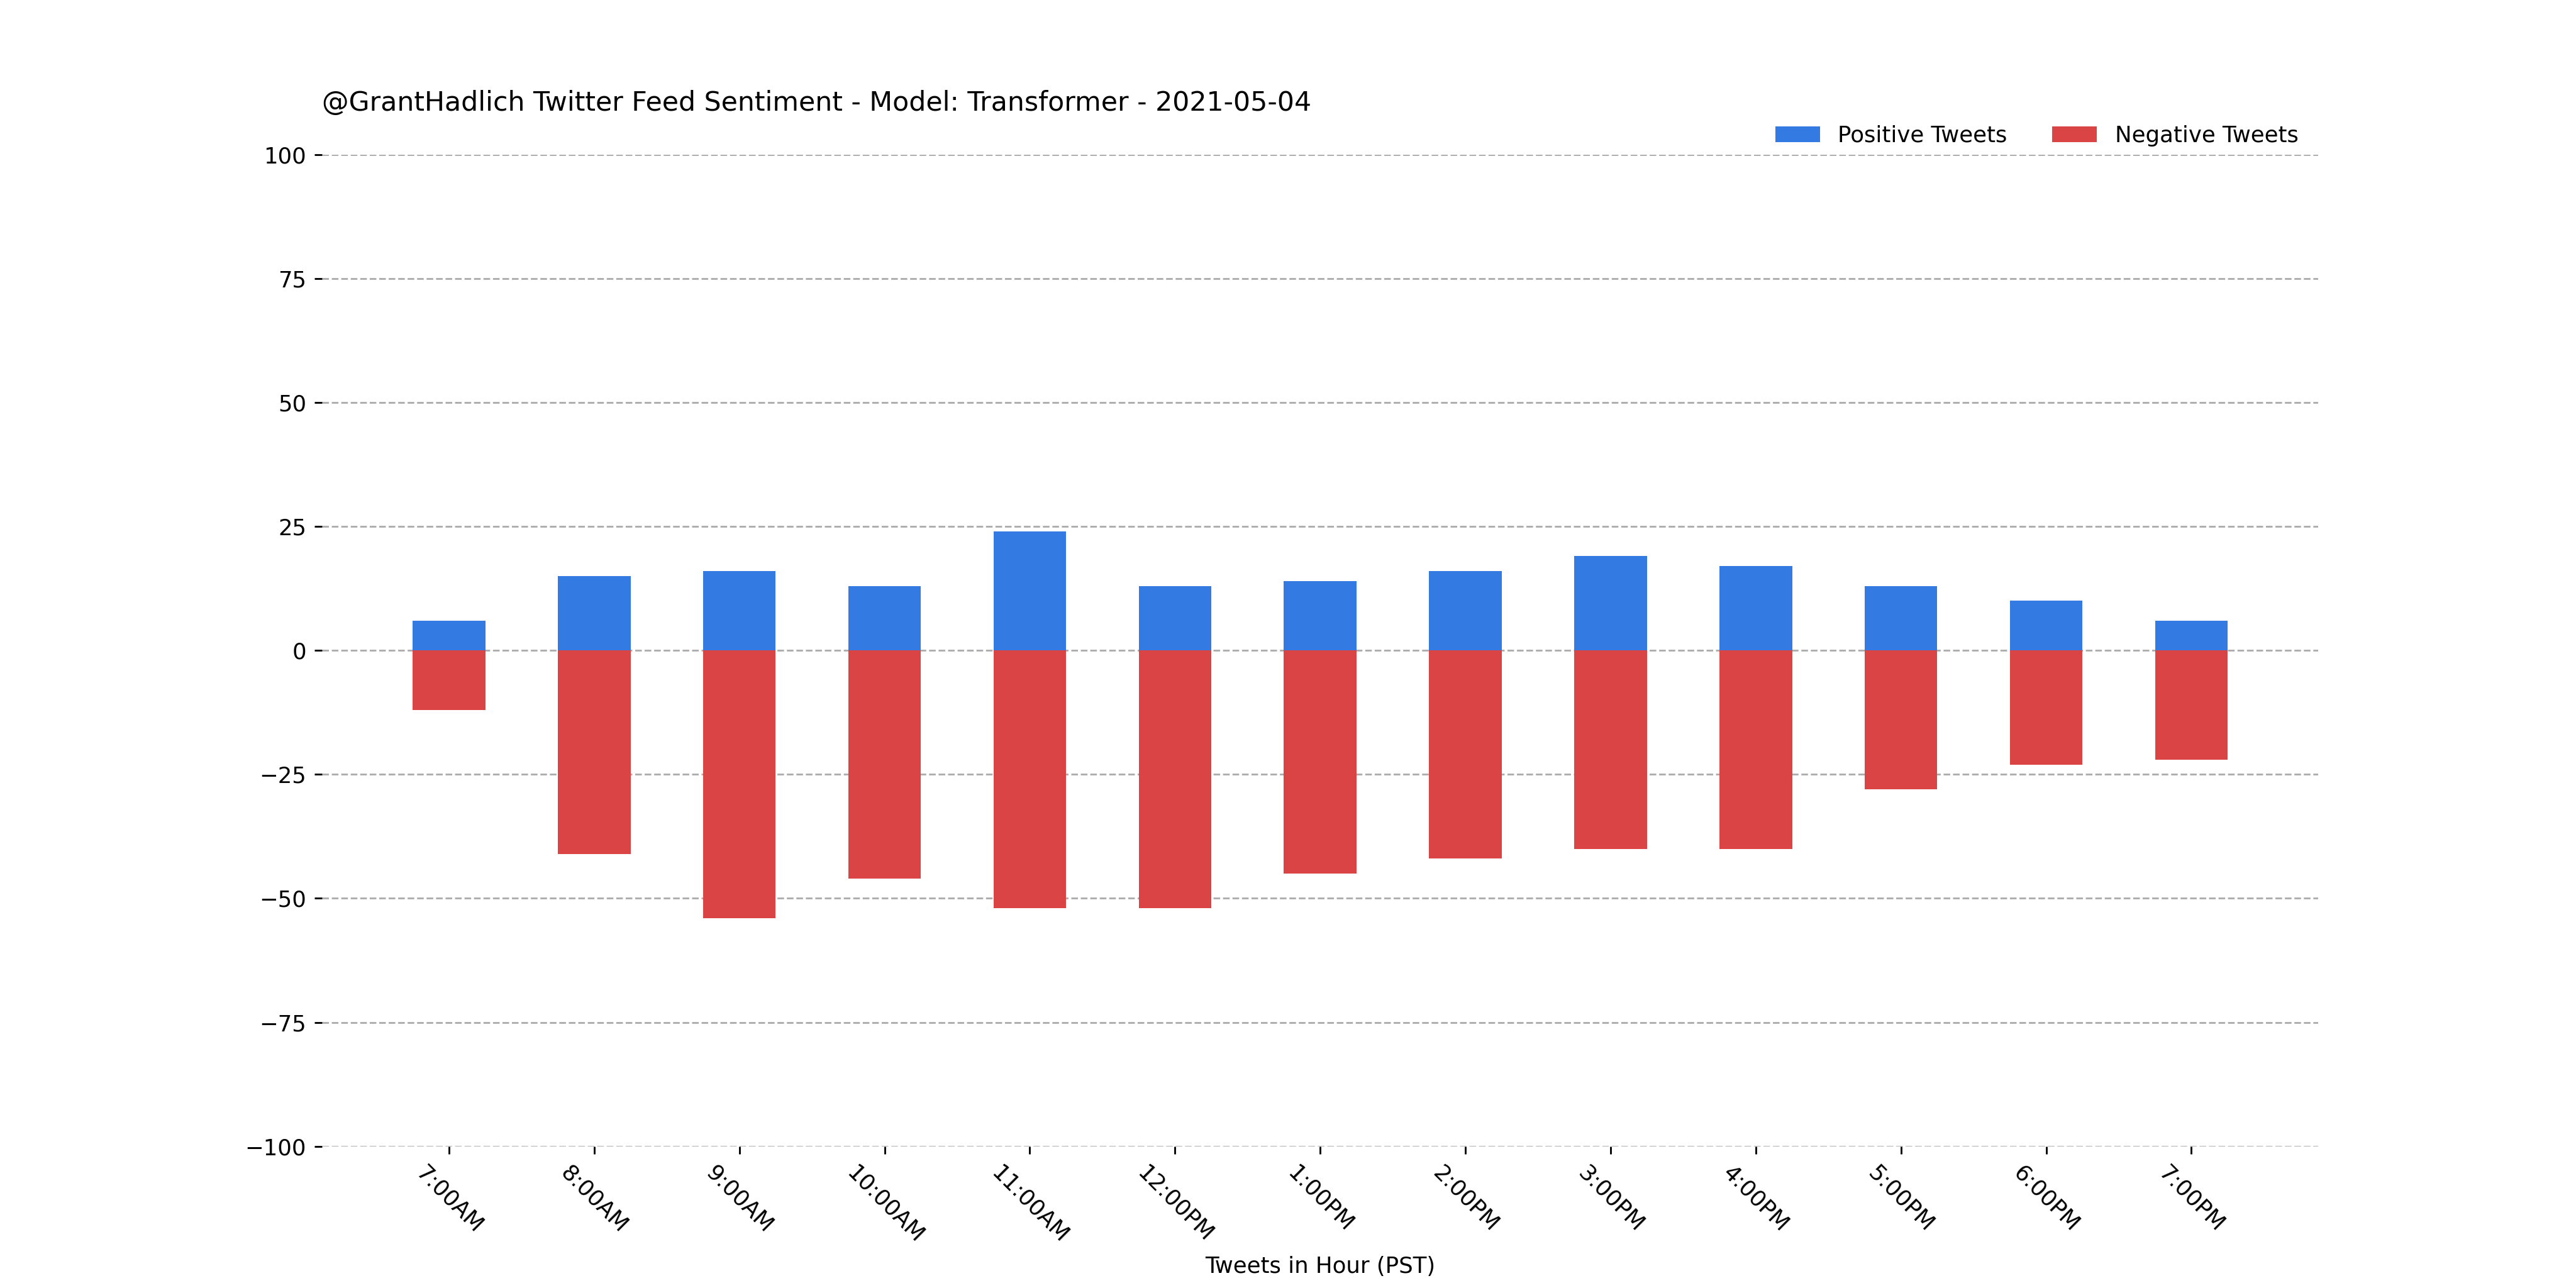 @GrantHadlich Twitter Feed Sentiment - Model: Transformer - 2021-05-04
Positive Tweets
Negative Tweets
100
75
50
25
0
−25
−50
−75
−100
7:00AM
8:00AM
9:00AM
10:00AM
11:00AM
12:00PM
1:00PM
2:00PM
3:00PM
4:00PM
5:00PM
6:00PM
7:00PM
Tweets in Hour (PST)